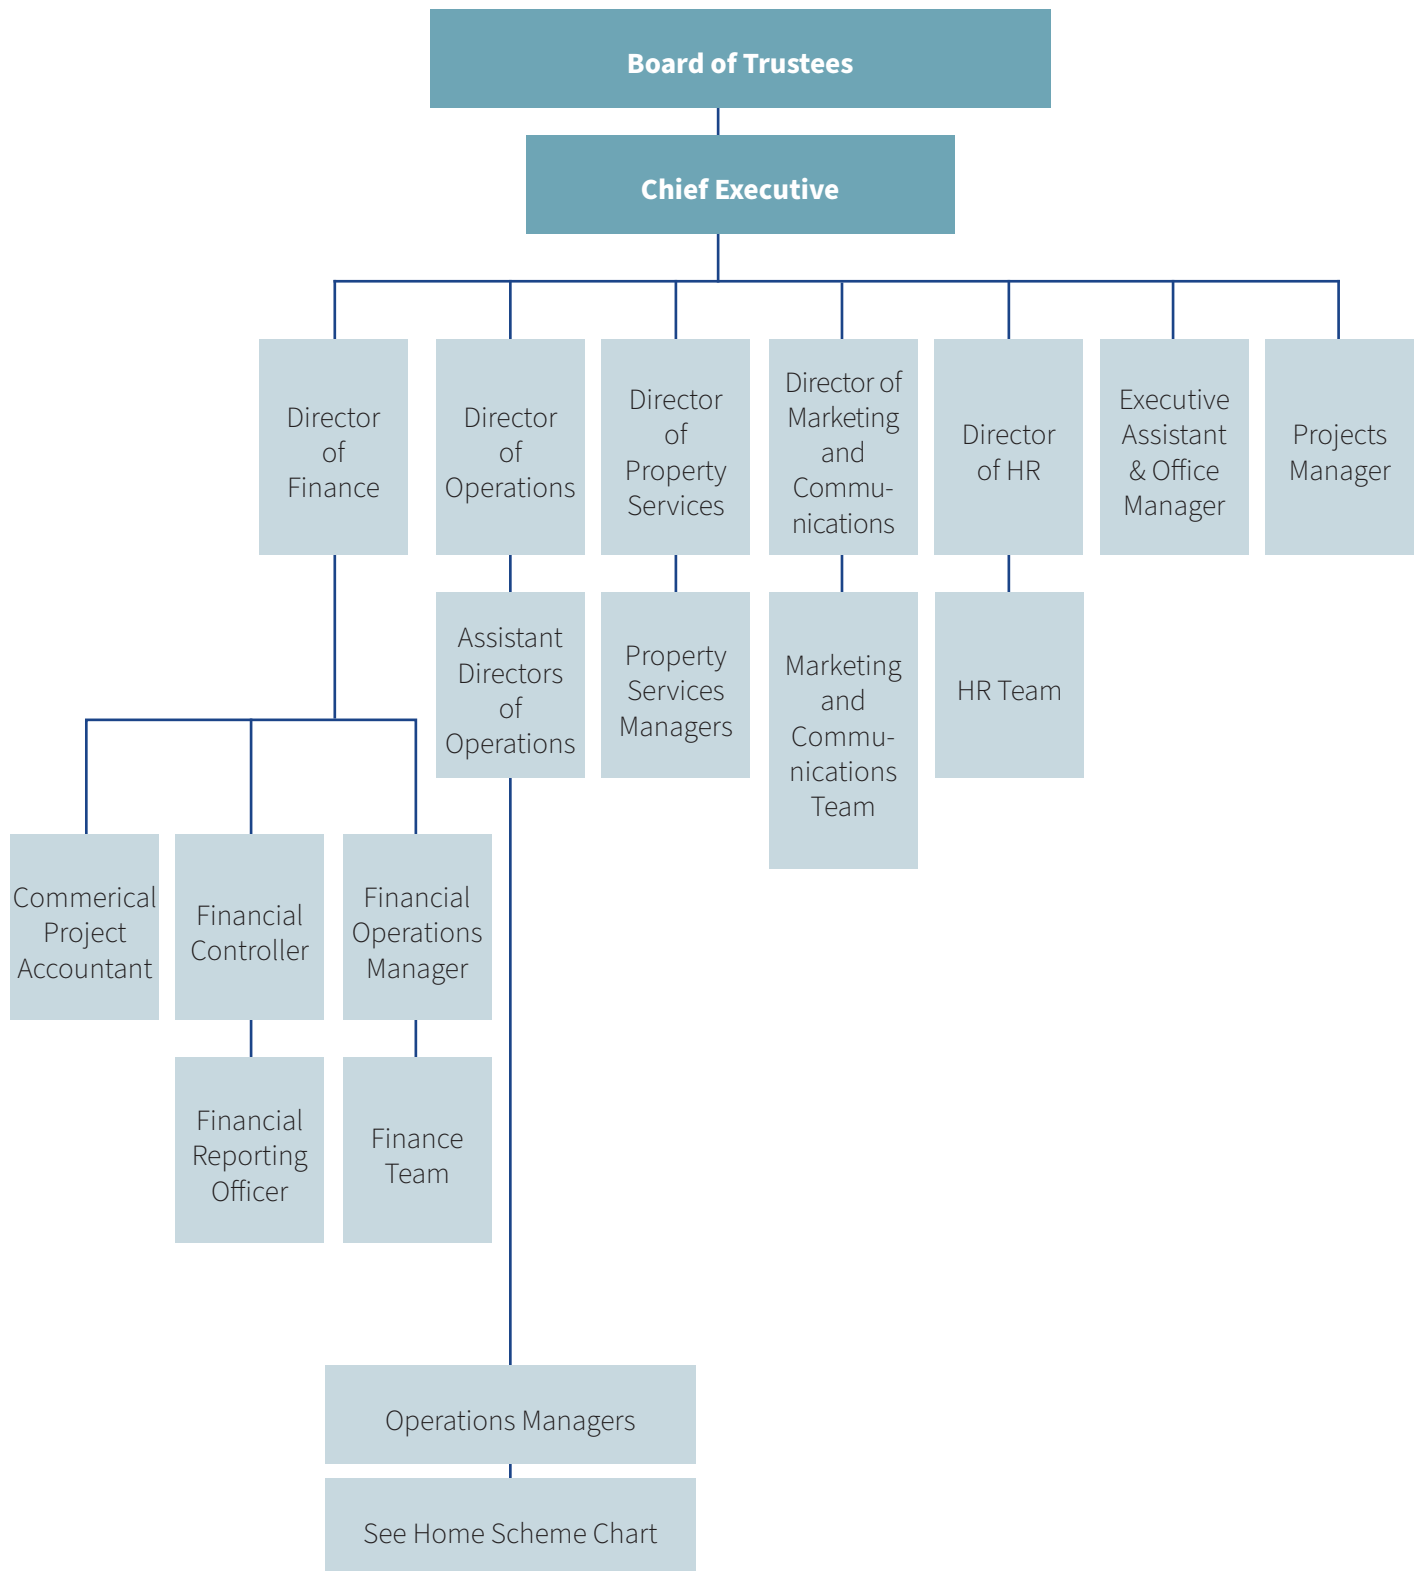 Board of Trustees
Chief Executive
Director
of
Finance
Director
of
Operations
Director
of
Property
Services
Director of
Marketing
and
Commu-
nications
Director
of HR
Executive
Assistant
& Office
Manager
Projects
Manager
Assistant
Directors
of
Operations
Property
Services
Managers
Marketing
and
Commu-
nications
Team
HR Team
Commerical
Project
Accountant
Financial
Controller
Financial
Operations
Manager
Financial
Reporting
Officer
Finance
Team
Operations Managers
See Home Scheme Chart